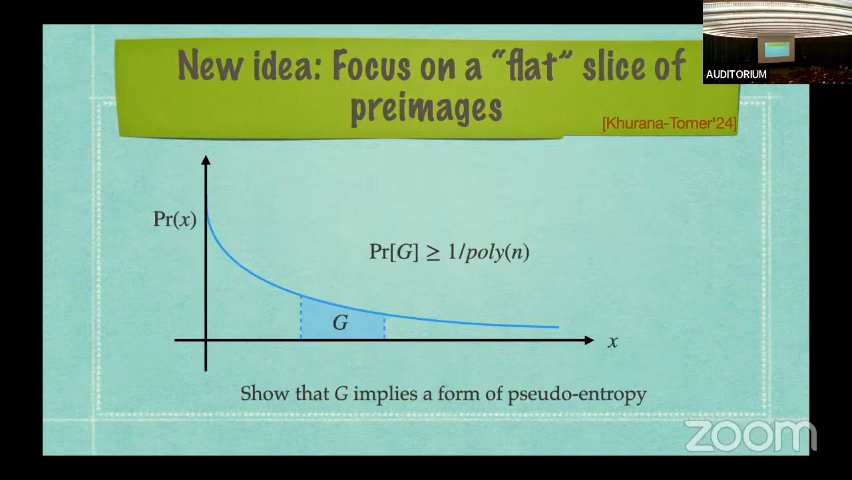 AUDITORIUM
New idea: Focus on a “flat” slice of
preimages
[Khurana-Tomer'24]
Pr(x)
Pr[G] ≥ 1/poly(n)
G
x
Show that G implies a form of pseudo-entropy
zoom